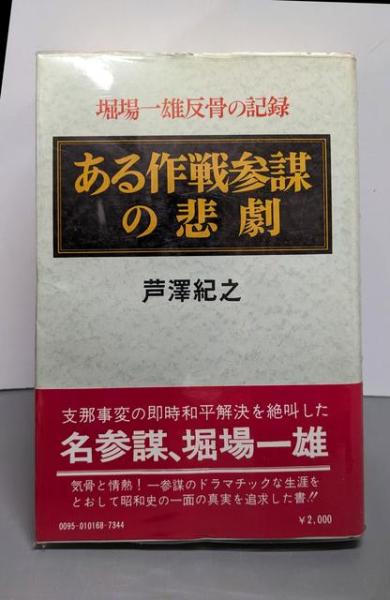 堀場一雄反骨の記録
ある作戦参謀
の悲劇
芦澤紀之
支那事変の即時和平解決を絶叫した
名参謀、堀場一雄
気骨と情熱！一参謀のドラマチックな生涯を
とおして昭和史の一面の真実を追求した書!!
0095-010168-7344
￥2,000